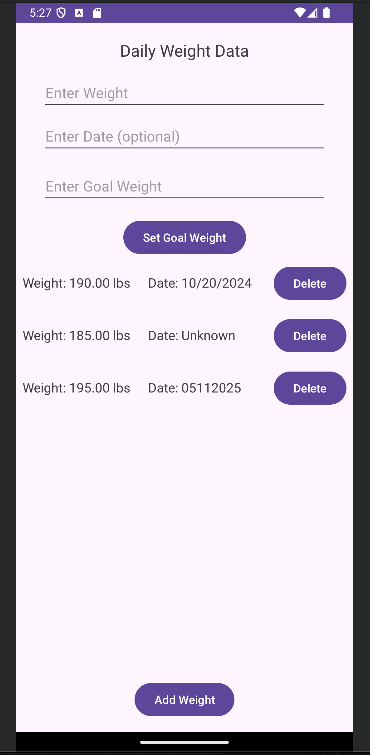 5:27
Daily Weight Data
Enter Weight
Enter Date (optional)
Enter Goal Weight
Set Goal Weight
Weight: 190.00 lbs Date: 10/20/2024 Delete
Weight: 185.00 lbs Date: Unknown Delete
Weight: 195.00 lbs Date: 05112025 Delete
Add Weight